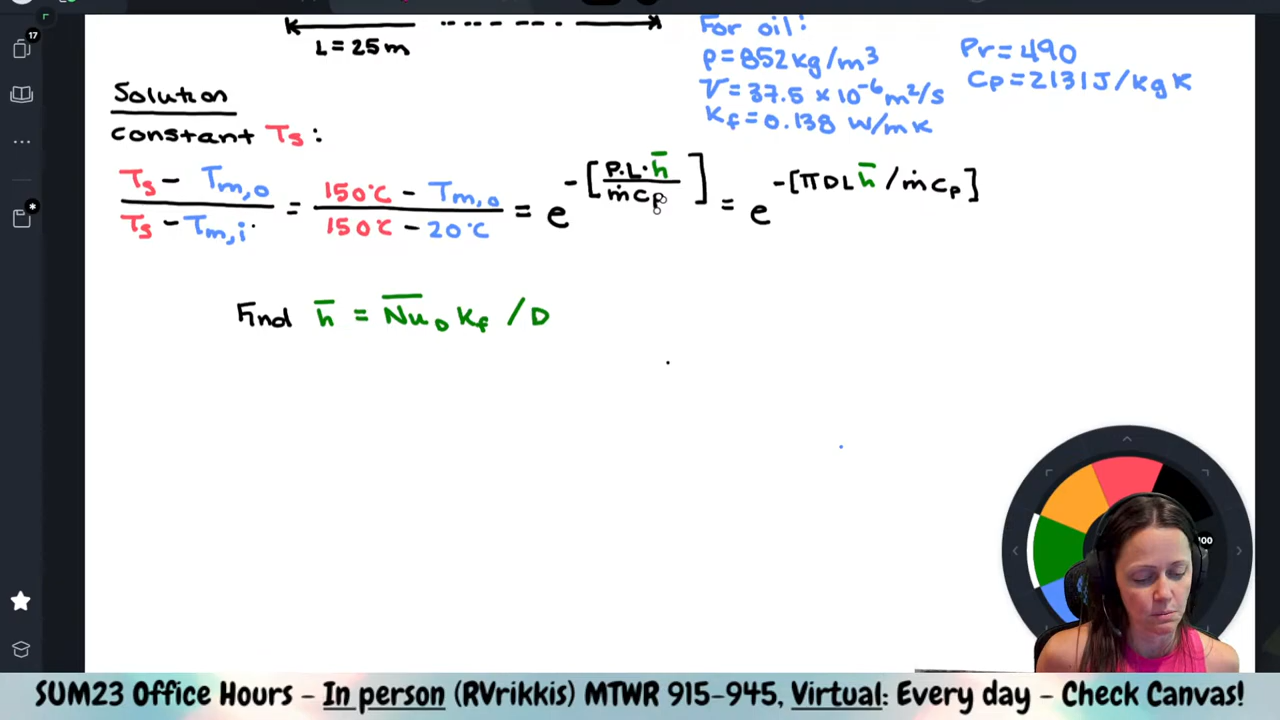 L = 25 m
For oil:
ρ = 852 kg/m³
ν = 37.5 × 10⁻⁶ m²/s
Kf = 0.138 W/mK
Pr = 490
Cp = 2131 J/kg K
Solution
constant Ts :
(Ts − Tm,o)/(Ts − Tm,i) = (150°C − Tm,o)/(150°C − 20°C) = e^−[P·L·h̄/ṁcp] = e^−[πDLh̄/ṁcp]
Find h̄ = N̄u̅D Kf / D
17
100
SUM23 Office Hours – In person (RVrikkis) MTWR 915-945, Virtual: Every day – Check Canvas!